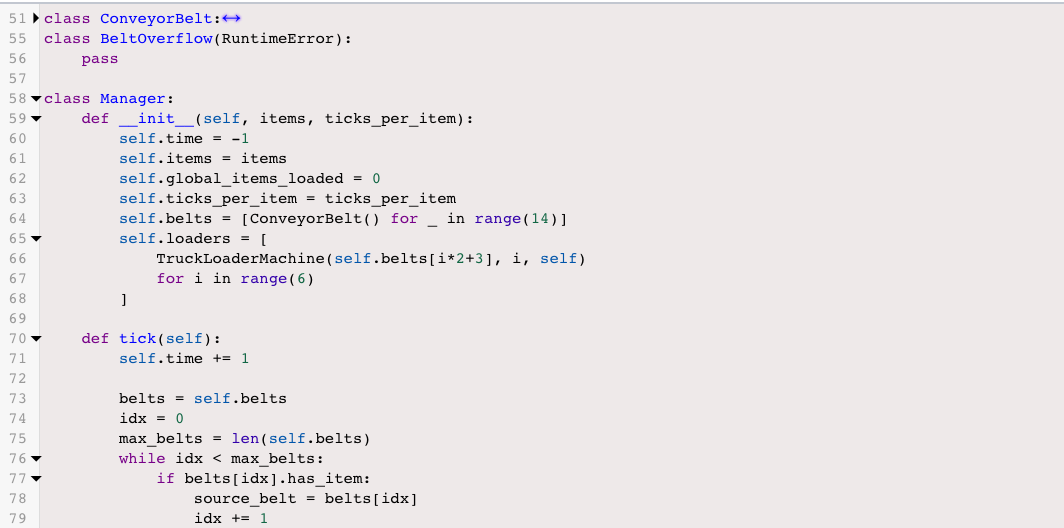 51 class ConveyorBelt:↔
55 class BeltOverflow(RuntimeError):
56     pass
57
58 class Manager:
59     def __init__(self, items, ticks_per_item):
60         self.time = -1
61         self.items = items
62         self.global_items_loaded = 0
63         self.ticks_per_item = ticks_per_item
64         self.belts = [ConveyorBelt() for _ in range(14)]
65         self.loaders = [
66             TruckLoaderMachine(self.belts[i*2+3], i, self)
67             for i in range(6)
68         ]
69
70     def tick(self):
71         self.time += 1
72
73         belts = self.belts
74         idx = 0
75         max_belts = len(self.belts)
76         while idx < max_belts:
77             if belts[idx].has_item:
78                 source_belt = belts[idx]
79                 idx += 1